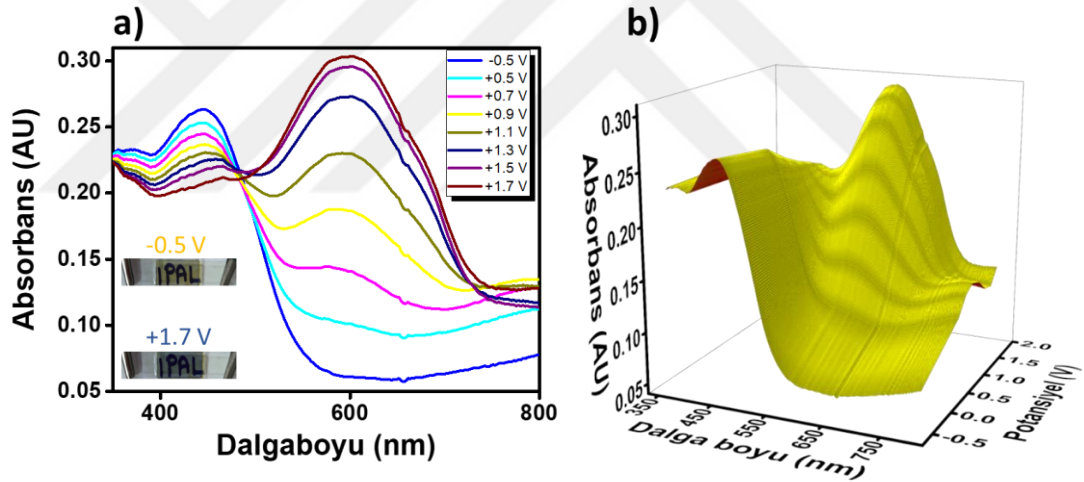 a)
Absorbans (AU)
0.30
0.25
0.20
0.15
0.10
0.05
400
500
600
700
800
Dalgaboyu (nm)
-0.5 V
+0.5 V
+0.7 V
+0.9 V
+1.1 V
+1.3 V
+1.5 V
+1.7 V
-0.5 V
IPAL
+1.7 V
IPAL
b)
Absorbans (AU)
0.30
0.25
0.20
0.15
0.10
0.05
350
450
550
650
750
Dalga boyu (nm)
2.0
1.5
1.0
0.5
0.0
-0.5
Potansiyel (V)